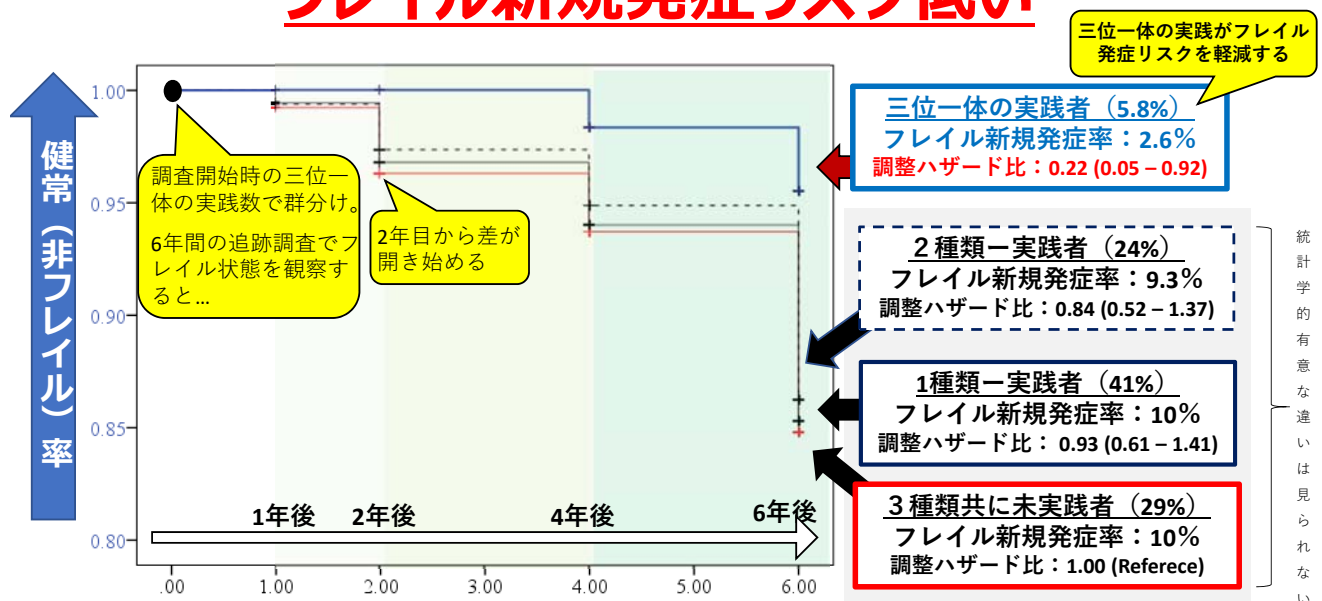 フレイル新規発症リスク低い
三位一体の実践がフレイル
発症リスクを軽減する
健常（非フレイル）率
1.00
0.95
0.90
0.85
0.80
調査開始時の三位一
体の実践数で群分け。
6年間の追跡調査でフ
レイル状態を観察す
ると...
2年目から差が
開き始める
三位一体の実践者（5.8%）
フレイル新規発症率：2.6%
調整ハザード比：0.22 (0.05 – 0.92)
２種類ー実践者（24%）
フレイル新規発症率：9.3%
調整ハザード比：0.84 (0.52 – 1.37)
1種類ー実践者（41%）
フレイル新規発症率：10%
調整ハザード比： 0.93 (0.61 – 1.41)
３種類共に未実践者（29%）
フレイル新規発症率：10%
調整ハザード比：1.00 (Referece)
統計学的有意な違いは見られない
1年後 2年後 4年後 6年後
.00 1.00 2.00 3.00 4.00 5.00 6.00